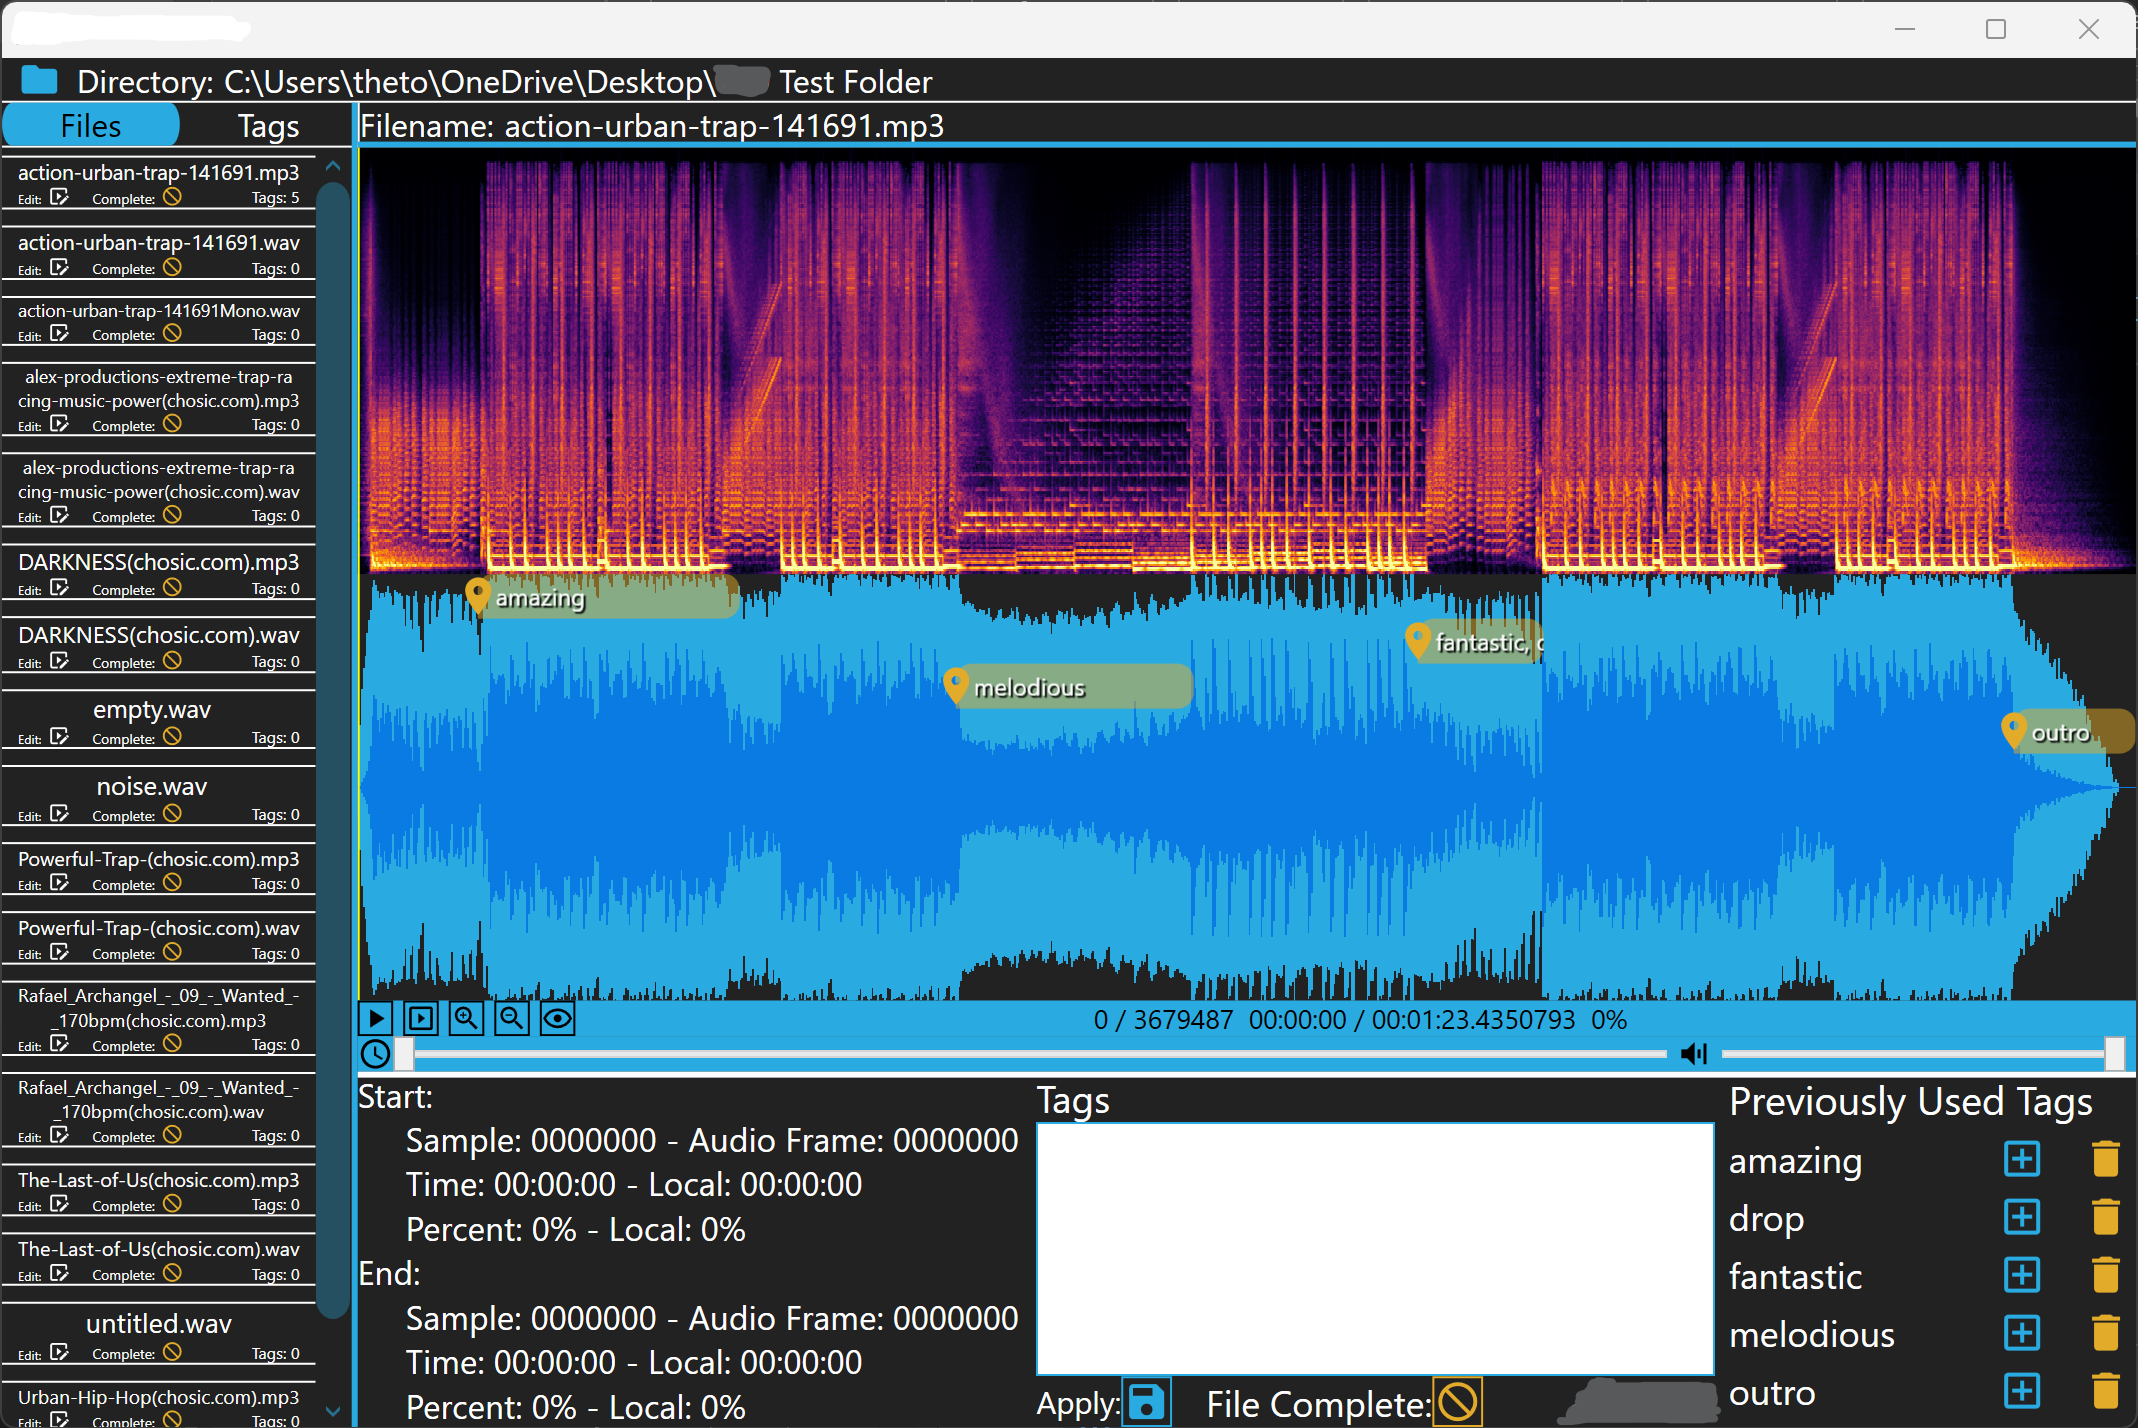 Directory: C:\Users\theto\OneDrive\Desktop\ Test Folder
Files Tags
Filename: action-urban-trap-141691.mp3
action-urban-trap-141691.mp3
Edit: Complete: Tags: 5
action-urban-trap-141691.wav
Edit: Complete: Tags: 0
action-urban-trap-141691Mono.wav
Edit: Complete: Tags: 0
alex-productions-extreme-trap-ra
cing-music-power(chosic.com).mp3
Edit: Complete: Tags: 0
alex-productions-extreme-trap-ra
cing-music-power(chosic.com).wav
Edit: Complete: Tags: 0
DARKNESS(chosic.com).mp3
Edit: Complete: Tags: 0
DARKNESS(chosic.com).wav
Edit: Complete: Tags: 0
empty.wav
Edit: Complete: Tags: 0
noise.wav
Edit: Complete: Tags: 0
Powerful-Trap-(chosic.com).mp3
Edit: Complete: Tags: 0
Powerful-Trap-(chosic.com).wav
Edit: Complete: Tags: 0
Rafael_Archangel_-_09_-_Wanted_-
_170bpm(chosic.com).mp3
Edit: Complete: Tags: 0
Rafael_Archangel_-_09_-_Wanted_-
_170bpm(chosic.com).wav
Edit: Complete: Tags: 0
The-Last-of-Us(chosic.com).mp3
Edit: Complete: Tags: 0
The-Last-of-Us(chosic.com).wav
Edit: Complete: Tags: 0
untitled.wav
Edit: Complete: Tags: 0
Urban-Hip-Hop(chosic.com).mp3
Edit: Complete: Tags: 0
amazing
fantastic,
melodious
outro
0 / 3679487 00:00:00 / 00:01:23.4350793 0%
Start:
Sample: 0000000 - Audio Frame: 0000000
Time: 00:00:00 - Local: 00:00:00
Percent: 0% - Local: 0%
End:
Sample: 0000000 - Audio Frame: 0000000
Time: 00:00:00 - Local: 00:00:00
Percent: 0% - Local: 0%
Tags
Apply: File Complete:
Previously Used Tags
amazing
drop
fantastic
melodious
outro